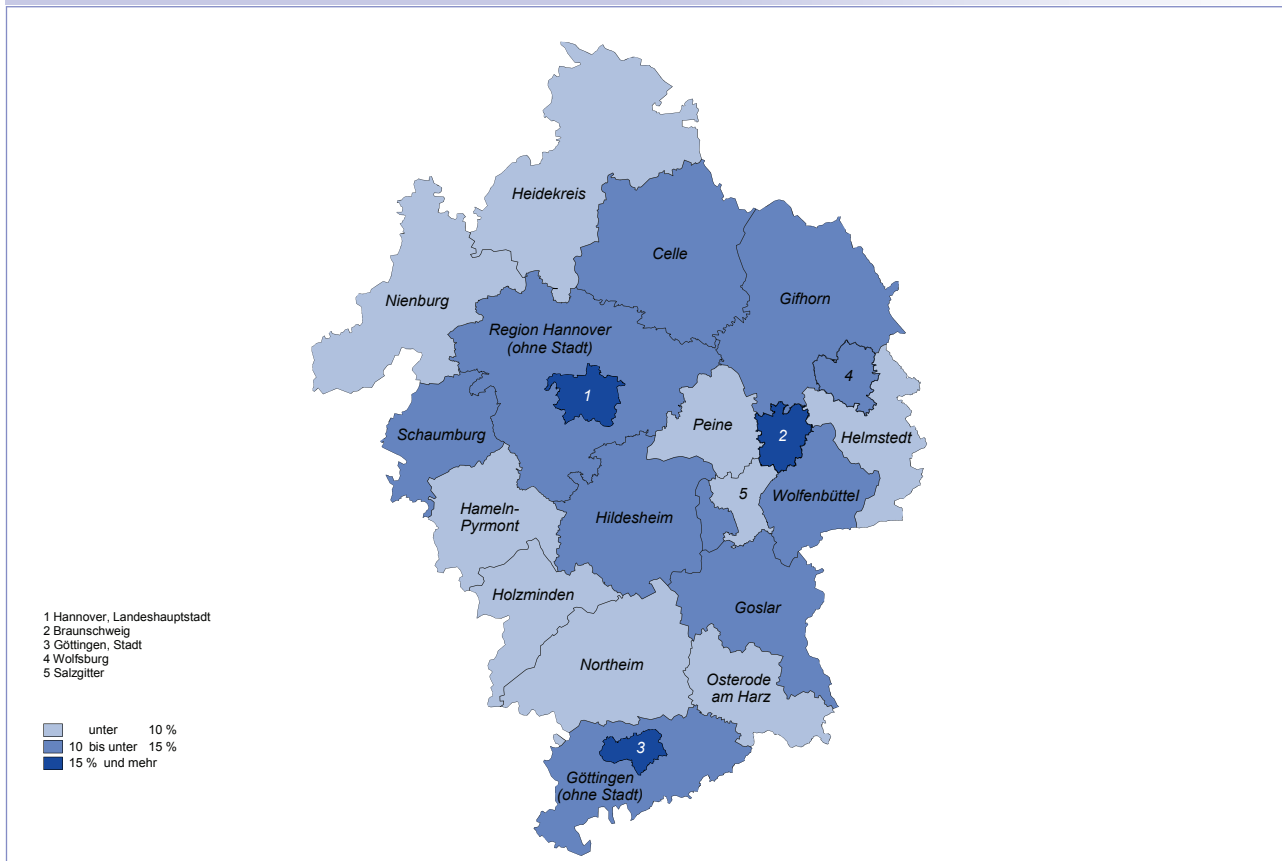 Heidekreis
Celle
Gifhorn
Nienburg
Region Hannover
(ohne Stadt)
4
1
Schaumburg
Peine
2
Helmstedt
5
Wolfenbüttel
Hameln-
Pyrmont
Hildesheim
Holzminden
Goslar
Northeim
Osterode
am Harz
3
Göttingen
(ohne Stadt)
1 Hannover, Landeshauptstadt
2 Braunschweig
3 Göttingen, Stadt
4 Wolfsburg
5 Salzgitter
unter 10 %
10 bis unter 15 %
15 % und mehr